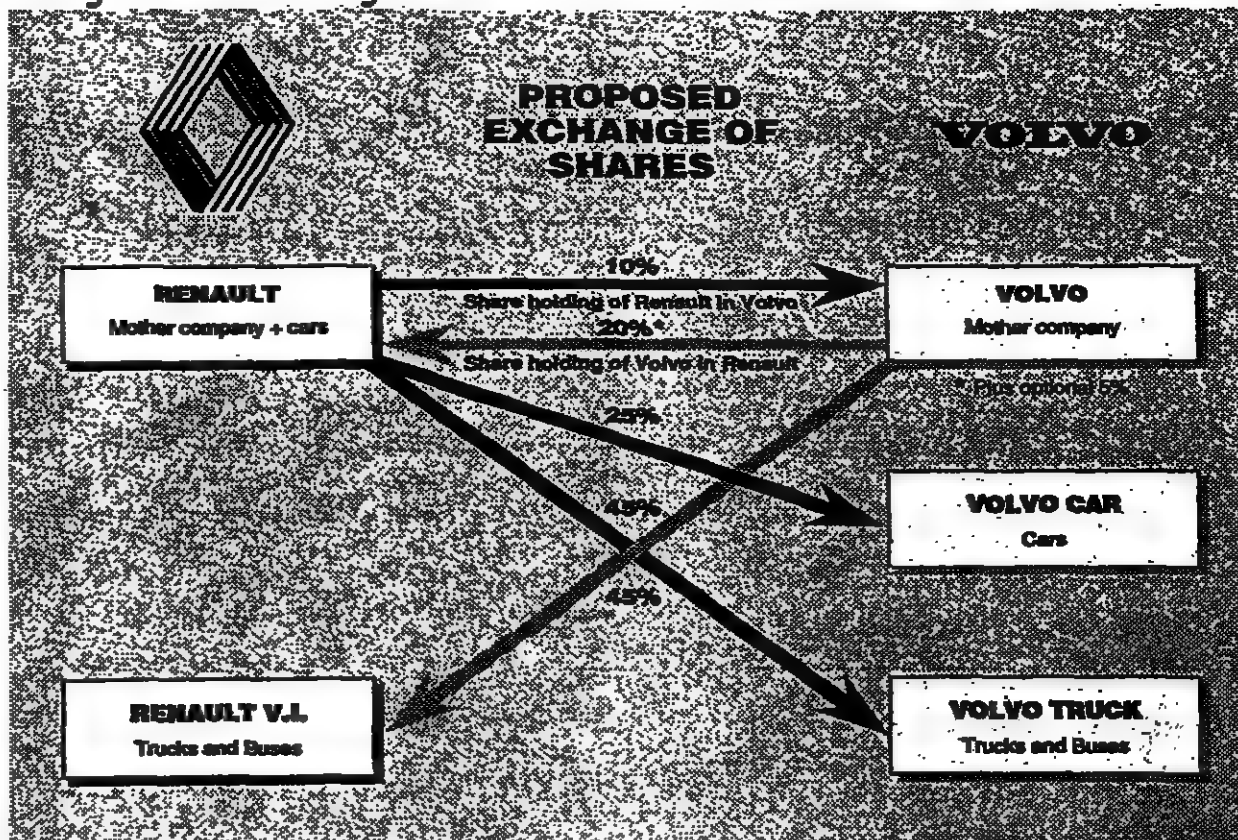 PROPOSED
EXCHANGE OF
SHARES
VOLVO
RENAULT
Mother company + cars
10%
Share holding of Renault in Volvo
20%*
Share holding of Volvo in Renault
VOLVO
Mother company
* Plus optional 5%
25%
VOLVO CAR
Cars
45%
45%
RENAULT V.I.
Trucks and Buses
VOLVO TRUCK
Trucks and Buses